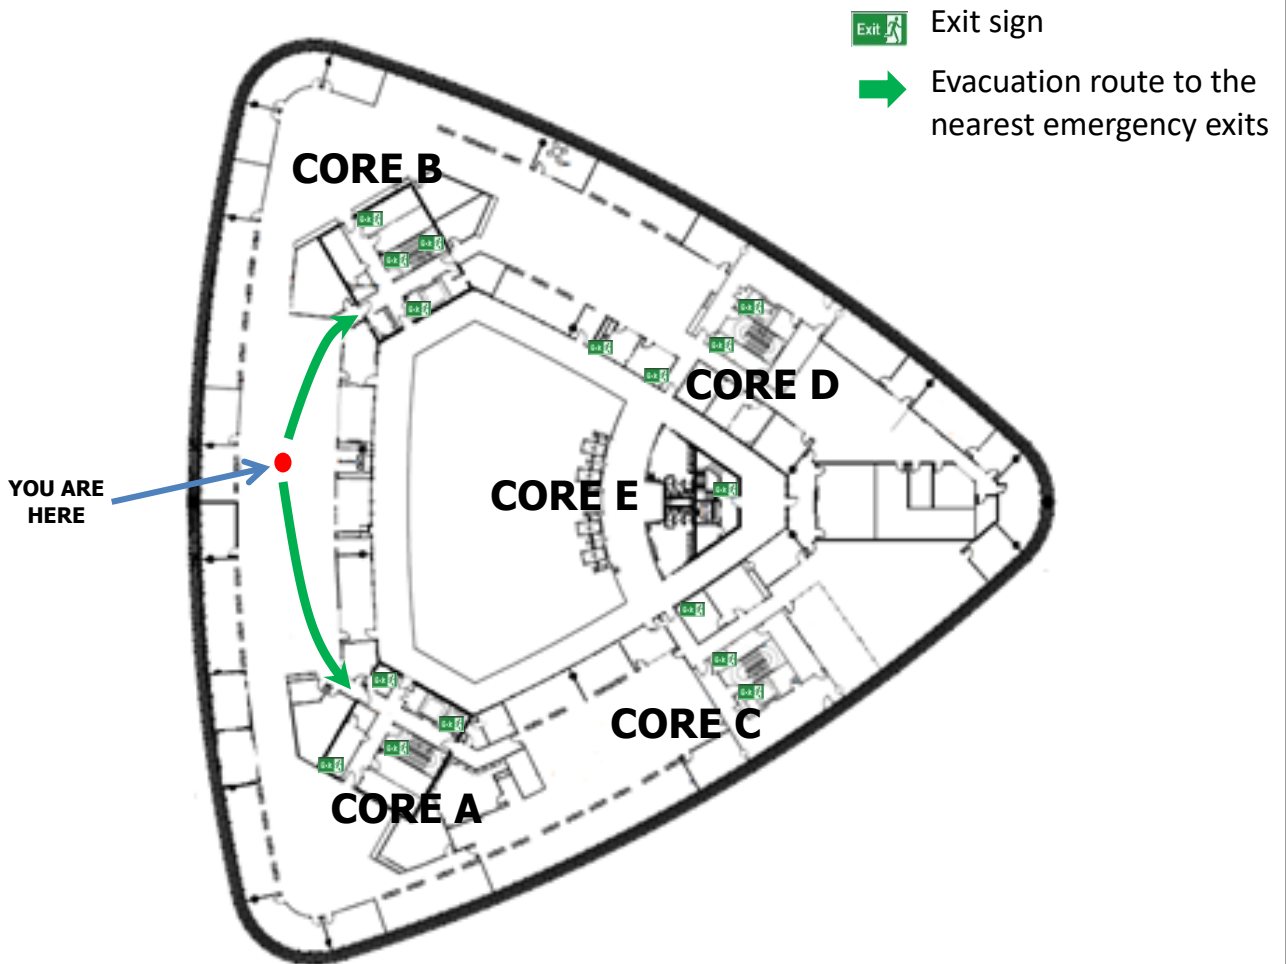 Exit
Exit sign
Evacuation route to the
nearest emergency exits
CORE B
CORE D
YOU ARE
HERE
CORE E
CORE C
CORE A